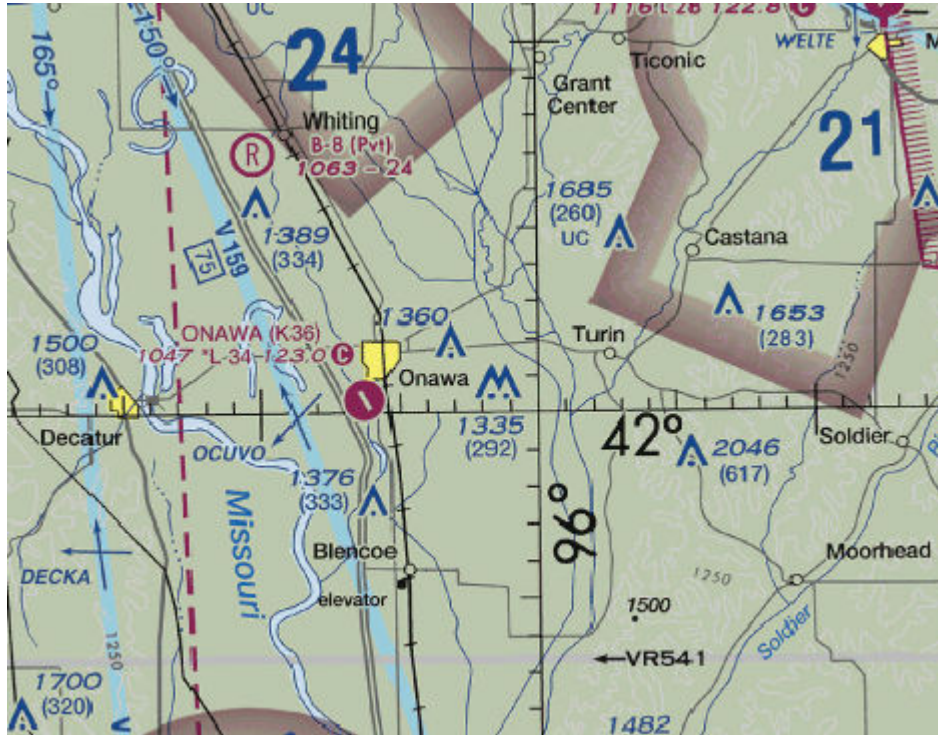 UC
1116 L 28 122.8 G
165°
150°
24
WELTE
M
Ticonic
Grant
Center
Whiting
B-B (Pvt)
1063 - 24
R
21
1685
(260)
UC
1389
(334)
V 159
75
Castana
1360
1653
(283)
1500
(308)
ONAWA (K36)
1047 *L-34 123.0 C
Turin
1250
Onawa
Decatur
OCUVO
1335
(292)
42°
2046
(617)
Soldier
1376
(333)
Missouri
96°
Blencoe
Moorhead
DECKA
elevator
1250
1500
1250
Soldier
VR541
1700
(320)
V
1482